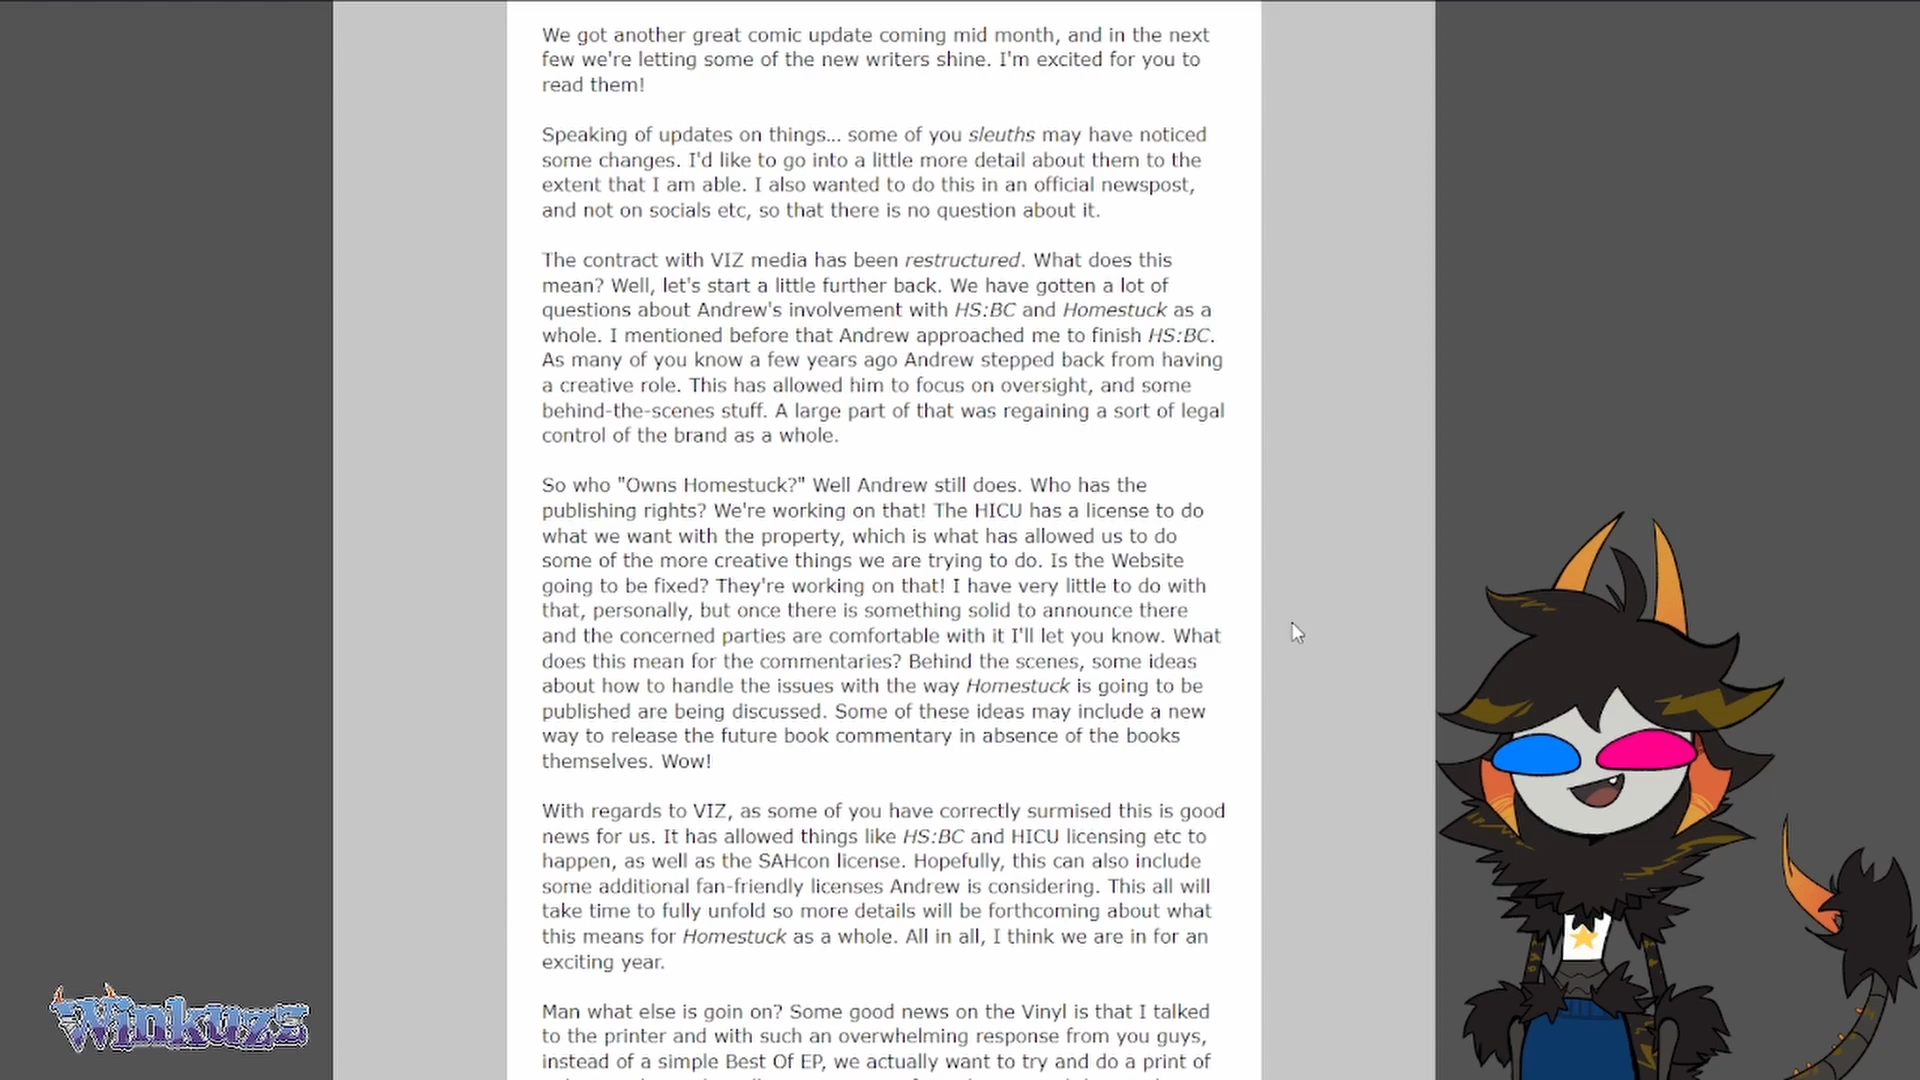 We got another great comic update coming mid month, and in the next
few we're letting some of the new writers shine. I'm excited for you to
read them!
Speaking of updates on things... some of you sleuths may have noticed
some changes. I'd like to go into a little more detail about them to the
extent that I am able. I also wanted to do this in an official newspost,
and not on socials etc, so that there is no question about it.
The contract with VIZ media has been restructured. What does this
mean? Well, let's start a little further back. We have gotten a lot of
questions about Andrew's involvement with HS:BC and Homestuck as a
whole. I mentioned before that Andrew approached me to finish HS:BC.
As many of you know a few years ago Andrew stepped back from having
a creative role. This has allowed him to focus on oversight, and some
behind-the-scenes stuff. A large part of that was regaining a sort of legal
control of the brand as a whole.
So who "Owns Homestuck?" Well Andrew still does. Who has the
publishing rights? We're working on that! The HICU has a license to do
what we want with the property, which is what has allowed us to do
some of the more creative things we are trying to do. Is the Website
going to be fixed? They're working on that! I have very little to do with
that, personally, but once there is something solid to announce there
and the concerned parties are comfortable with it I'll let you know. What
does this mean for the commentaries? Behind the scenes, some ideas
about how to handle the issues with the way Homestuck is going to be
published are being discussed. Some of these ideas may include a new
way to release the future book commentary in absence of the books
themselves. Wow!
With regards to VIZ, as some of you have correctly surmised this is good
news for us. It has allowed things like HS:BC and HICU licensing etc to
happen, as well as the SAHcon license. Hopefully, this can also include
some additional fan-friendly licenses Andrew is considering. This all will
take time to fully unfold so more details will be forthcoming about what
this means for Homestuck as a whole. All in all, I think we are in for an
exciting year.
Man what else is goin on? Some good news on the Vinyl is that I talked
to the printer and with such an overwhelming response from you guys,
instead of a simple Best Of EP, we actually want to try and do a print of
Winkuzz